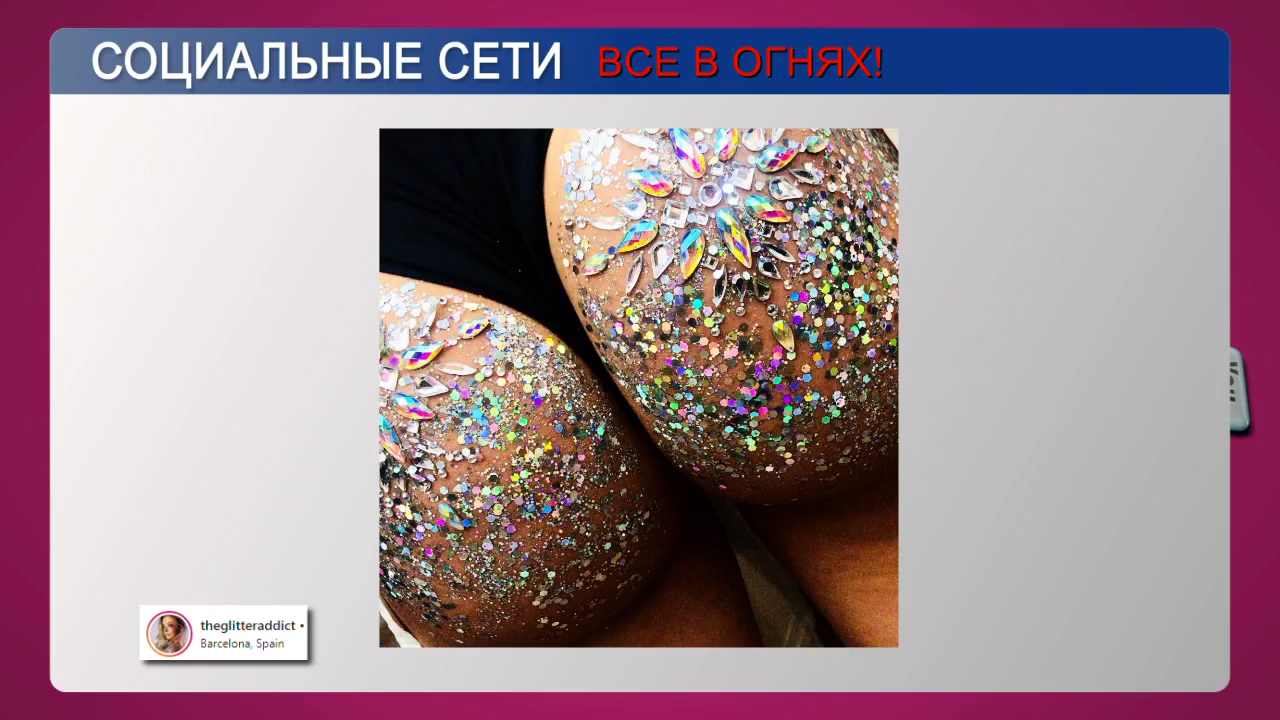 СОЦИАЛЬНЫЕ СЕТИ ВСЕ В ОГНЯХ!
theglitteraddict •
Barcelona, Spain